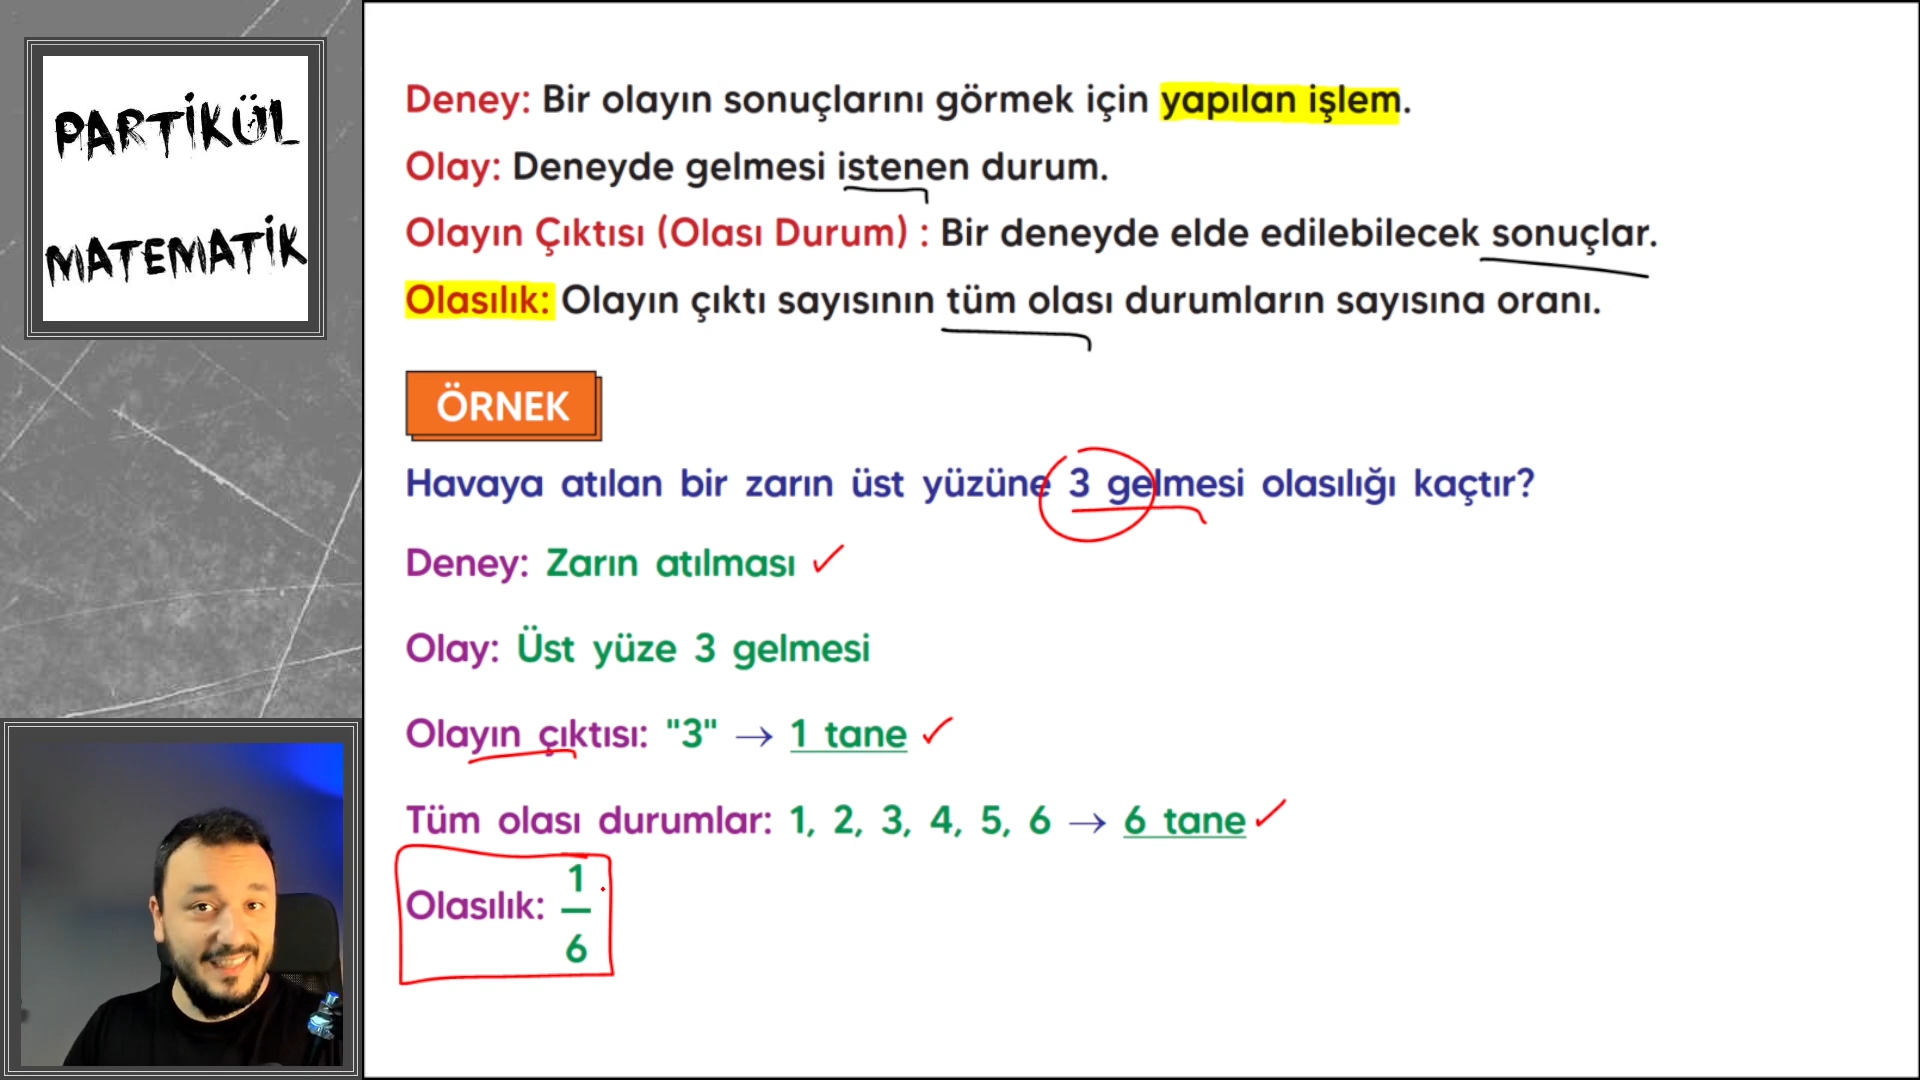 PARTİKÜL
MATEMATİK
Deney: Bir olayın sonuçlarını görmek için yapılan işlem.
Olay: Deneyde gelmesi istenen durum.
Olayın Çıktısı (Olası Durum) : Bir deneyde elde edilebilecek sonuçlar.
Olasılık: Olayın çıktı sayısının tüm olası durumların sayısına oranı.
ÖRNEK
Havaya atılan bir zarın üst yüzüne 3 gelmesi olasılığı kaçtır?
Deney: Zarın atılması
Olay: Üst yüze 3 gelmesi
Olayın çıktısı: "3" → 1 tane
Tüm olası durumlar: 1, 2, 3, 4, 5, 6 → 6 tane
Olasılık: 1/6